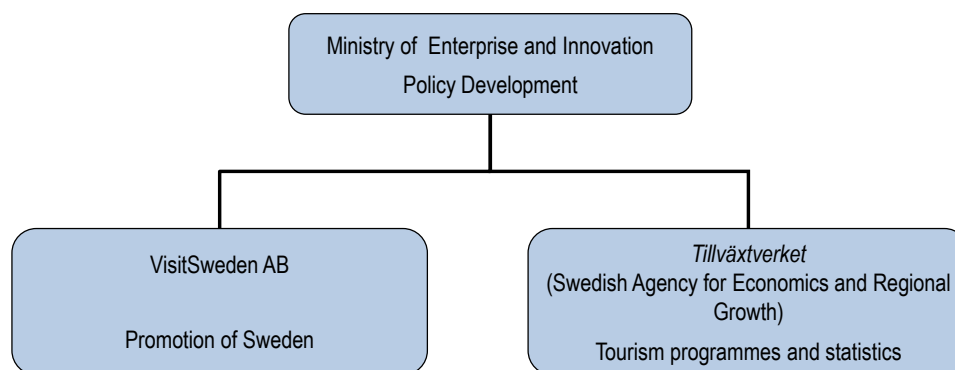 Ministry of Enterprise and Innovation
Policy Development
VisitSweden AB
Promotion of Sweden
Tillväxtverket
(Swedish Agency for Economics and Regional
Growth)
Tourism programmes and statistics